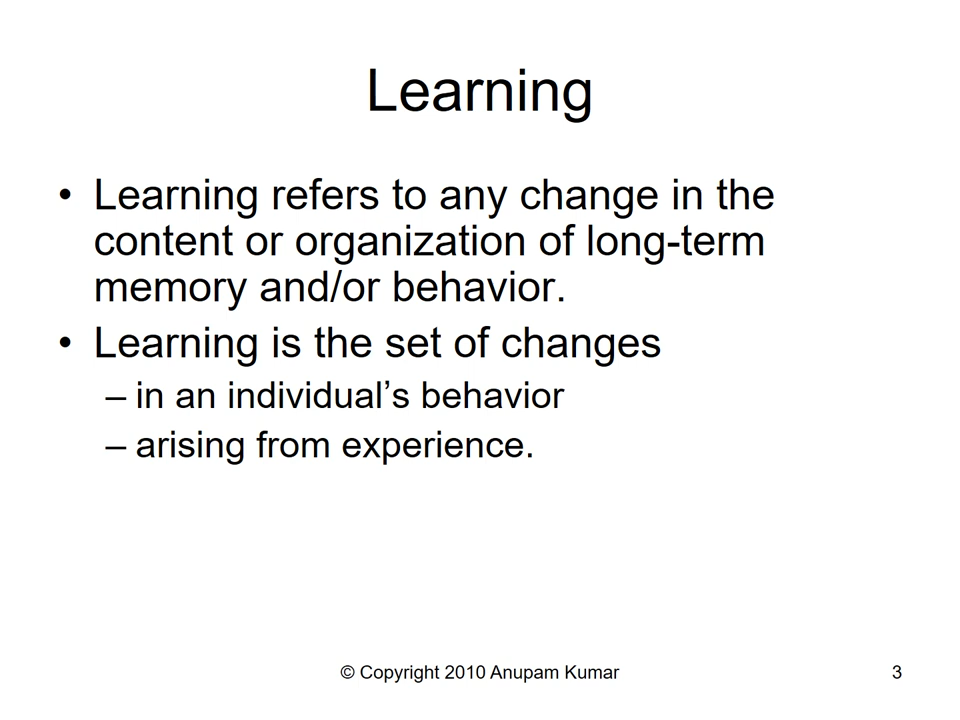 Learning
• Learning refers to any change in the
content or organization of long-term
memory and/or behavior.
• Learning is the set of changes
– in an individual’s behavior
– arising from experience.
© Copyright 2010 Anupam Kumar
3